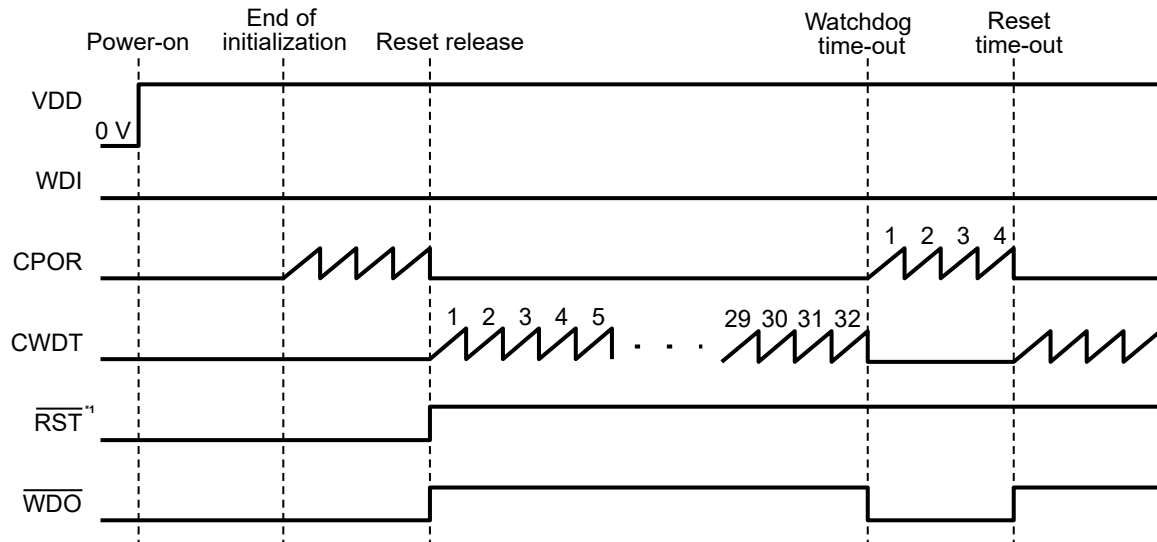 Power-on
End of
initialization
Reset release
Watchdog
time-out
Reset
time-out
VDD
0 V
WDI
CPOR
1 2 3 4
CWDT
1 2 3 4 5 · · · 29 30 31 32
RST*1
WDO